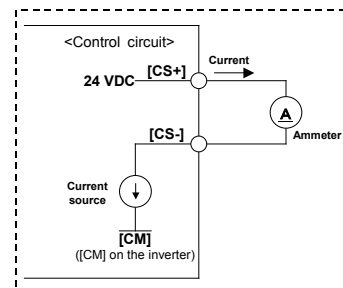 <Control circuit>
24 VDC
[CS+]
Current
A
Ammeter
[CS-]
Current
source
[CM]
([CM] on the inverter)